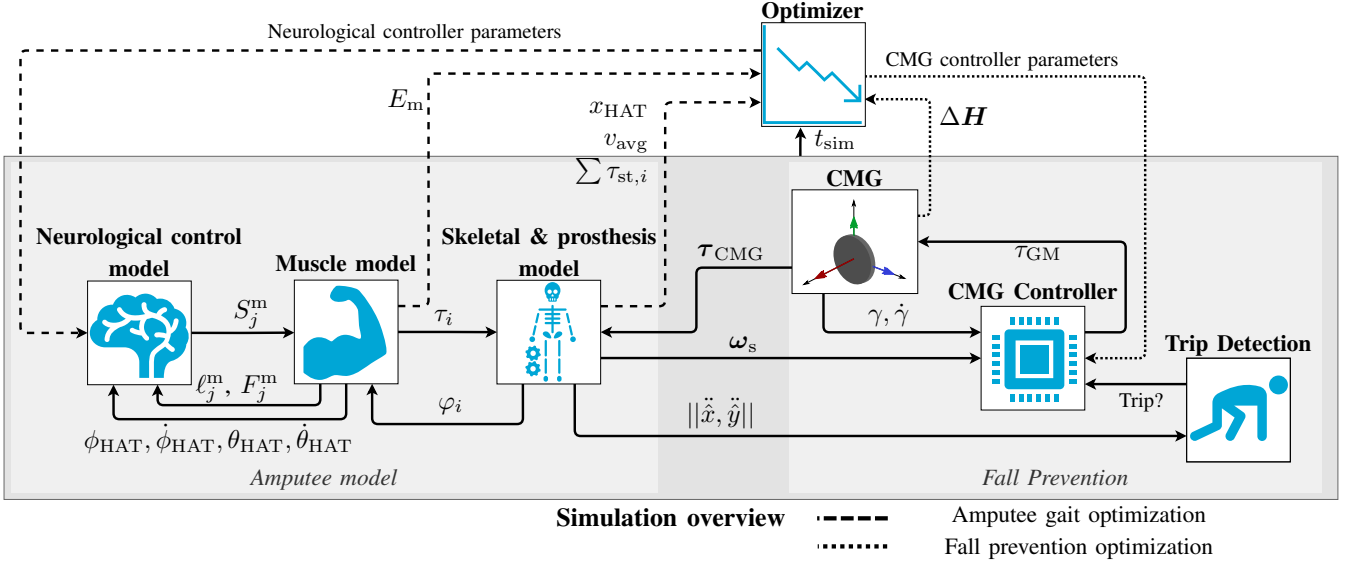 Optimizer
Neurological controller parameters
CMG controller parameters
E_m
x_HAT
v_avg
∑ τ_st,i
ΔH
t_sim
CMG
Neurological control
model
Muscle model
Skeletal & prosthesis
model
τ_CMG
τ_GM
CMG Controller
S_j^m
τ_i
γ, γ̇
ω_s
Trip Detection
ℓ_j^m, F_j^m
φ_i
||ẍ̂, ÿ̂||
Trip?
ϕ_HAT, ϕ̇_HAT, θ_HAT, θ̇_HAT
Amputee model
Fall Prevention
Simulation overview
Amputee gait optimization
Fall prevention optimization